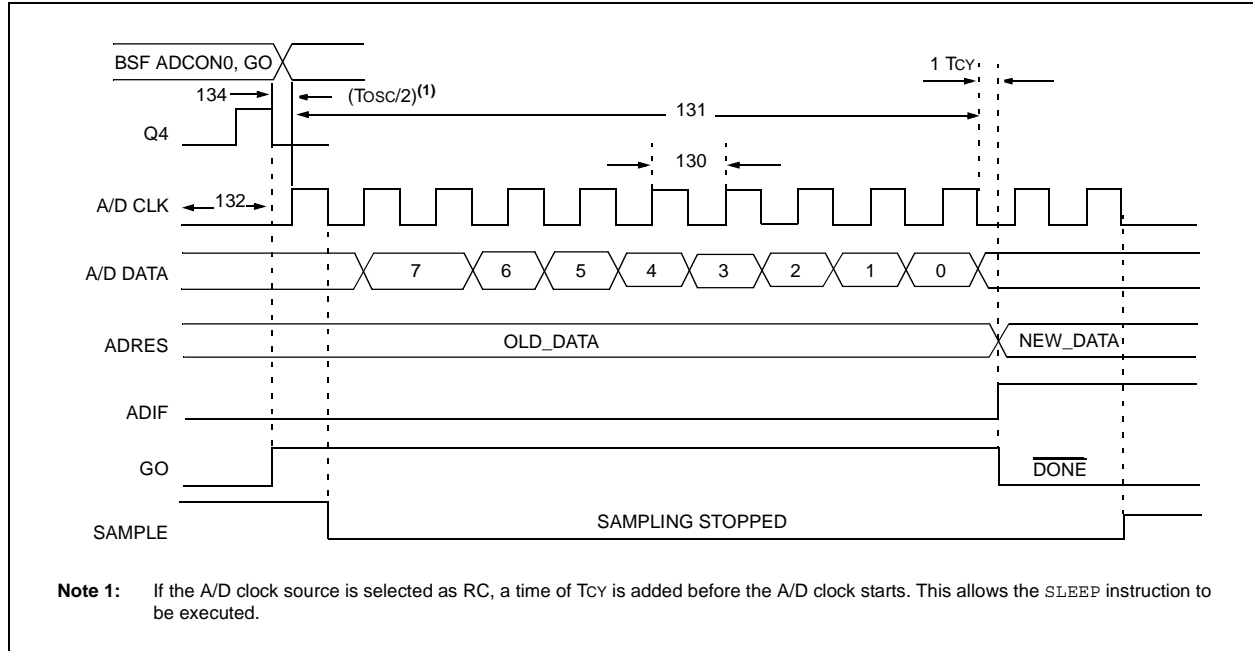 BSF ADCON0, GO
1 TCY
134
(TOSC/2)(1)
131
Q4
130
A/D CLK
132
A/D DATA
7 6 5 4 3 2 1 0
ADRES
OLD_DATA
NEW_DATA
ADIF
GO
DONE
SAMPLE
SAMPLING STOPPED
Note 1: If the A/D clock source is selected as RC, a time of TCY is added before the A/D clock starts. This allows the SLEEP instruction to
be executed.